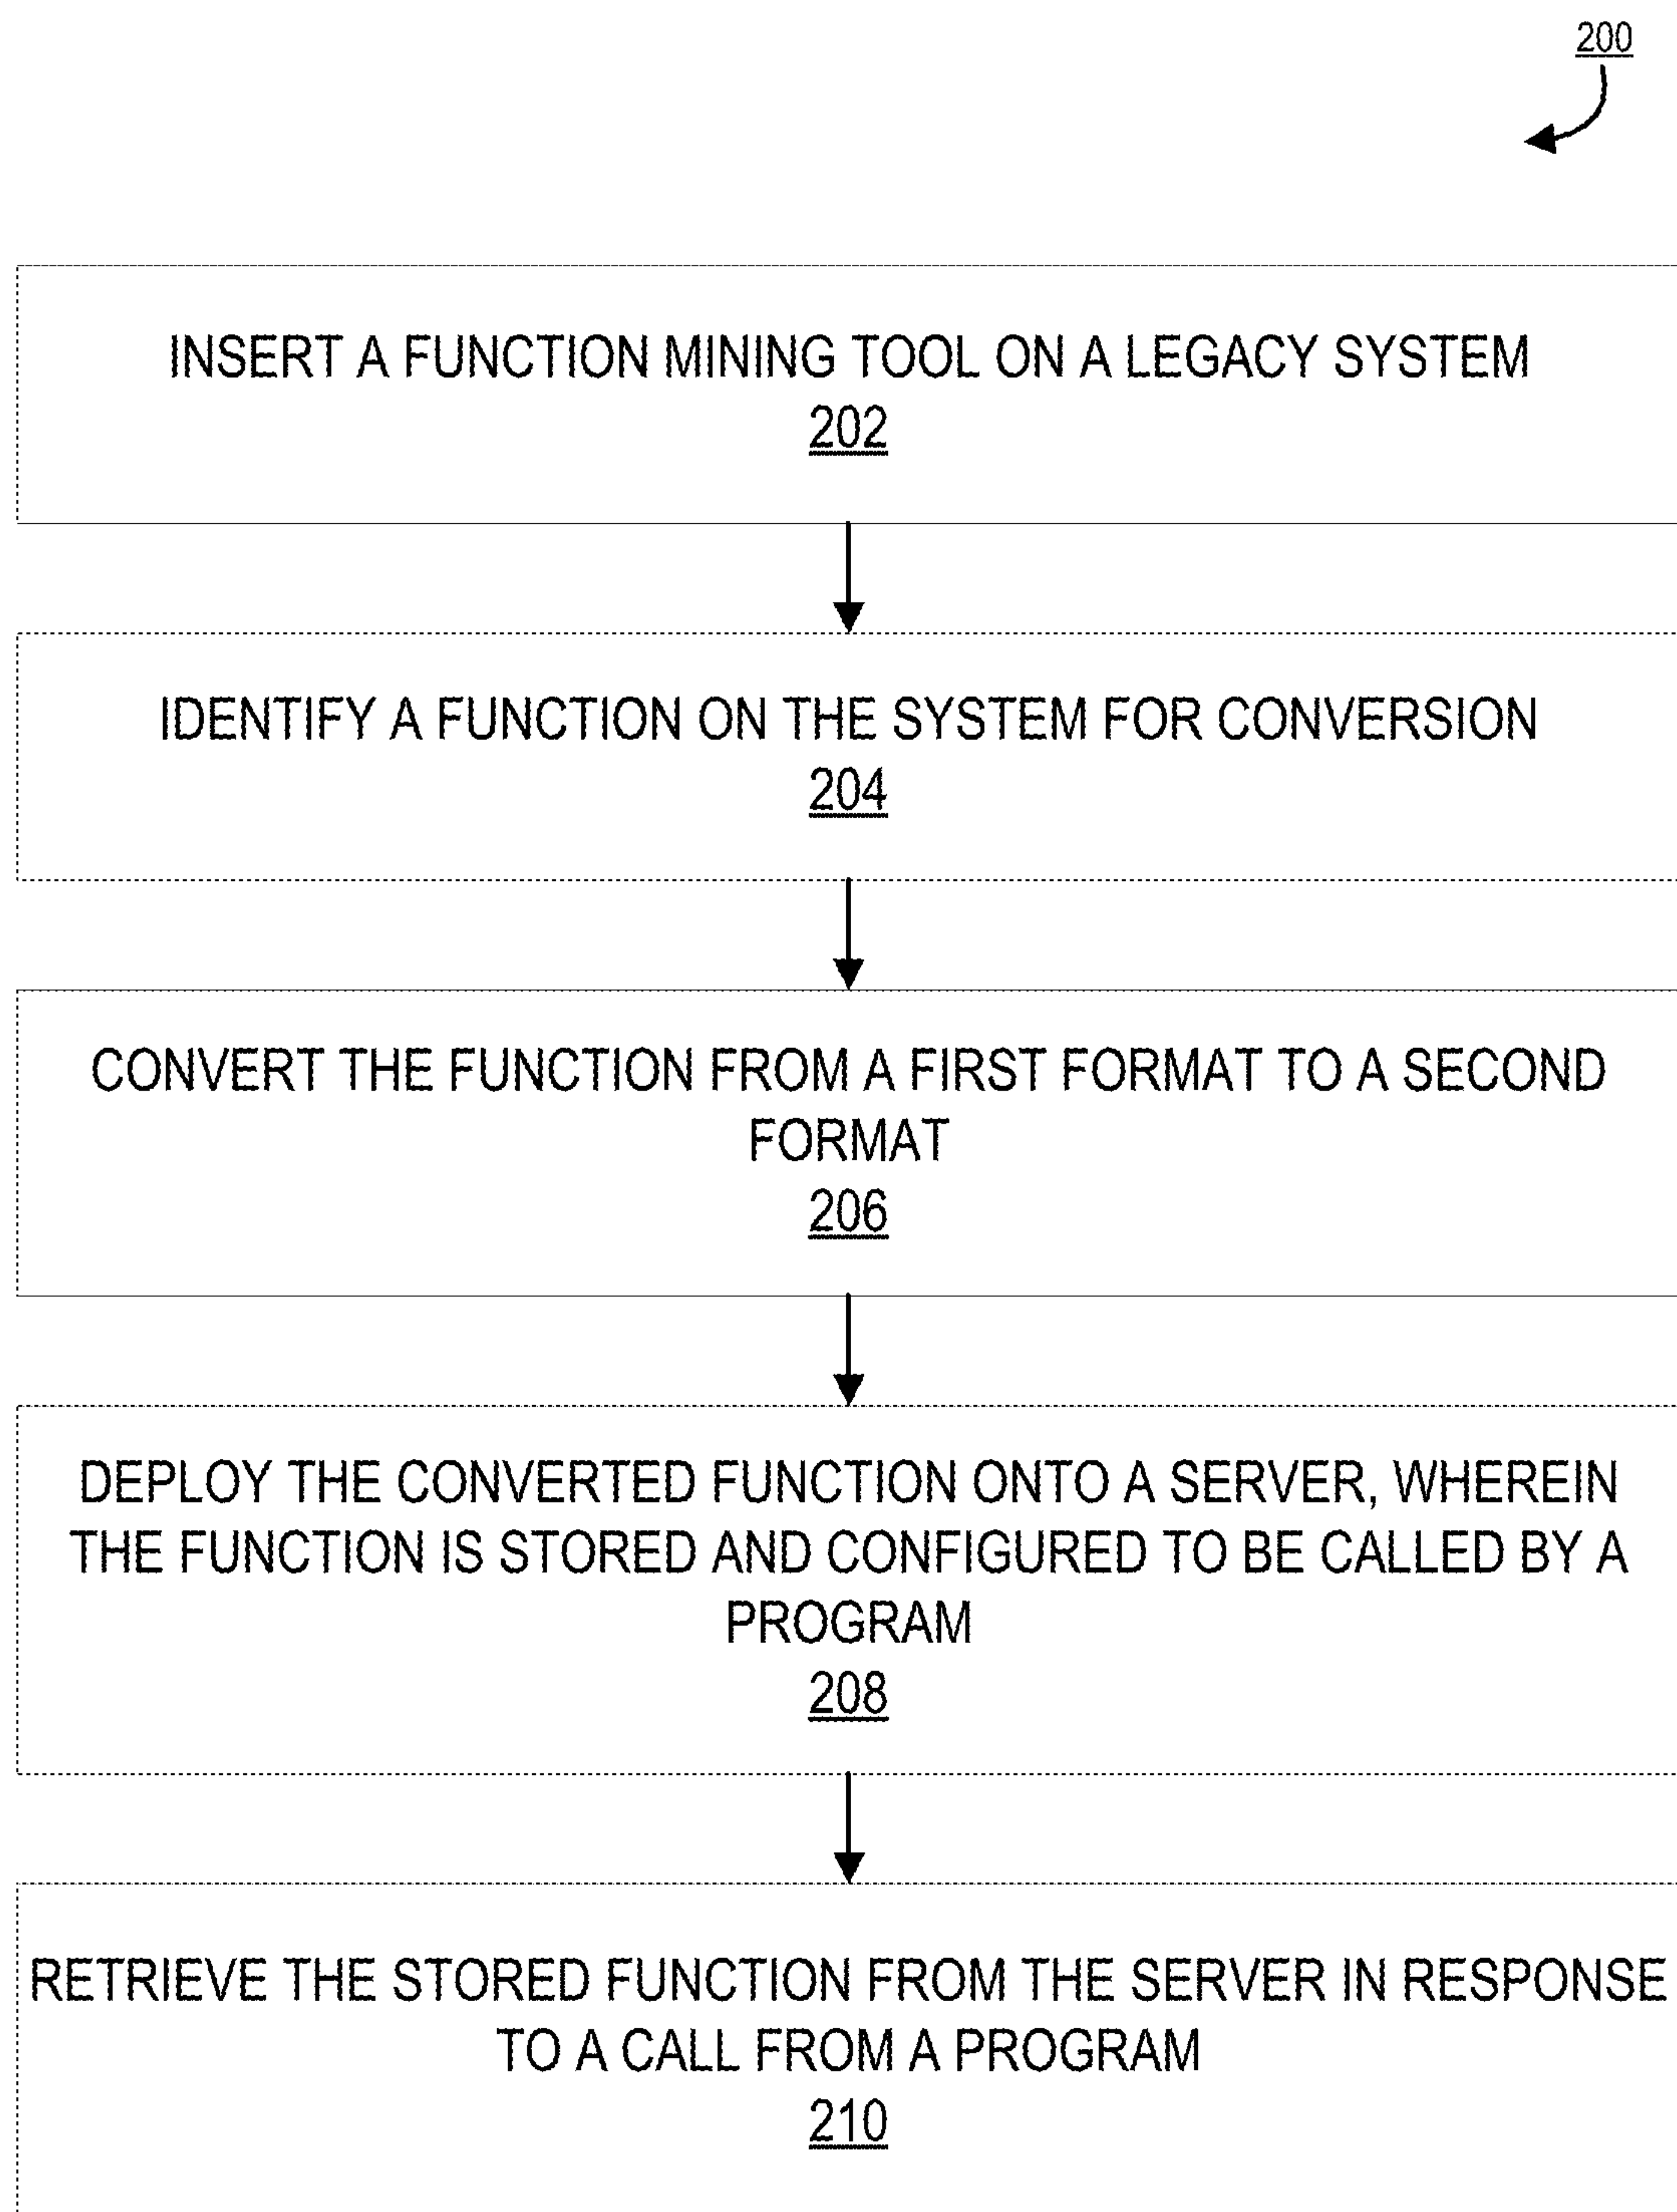 200
INSERT A FUNCTION MINING TOOL ON A LEGACY SYSTEM
202
IDENTIFY A FUNCTION ON THE SYSTEM FOR CONVERSION
204
CONVERT THE FUNCTION FROM A FIRST FORMAT TO A SECOND
FORMAT
206
DEPLOY THE CONVERTED FUNCTION ONTO A SERVER, WHEREIN
THE FUNCTION IS STORED AND CONFIGURED TO BE CALLED BY A
PROGRAM
208
RETRIEVE THE STORED FUNCTION FROM THE SERVER IN RESPONSE
TO A CALL FROM A PROGRAM
210